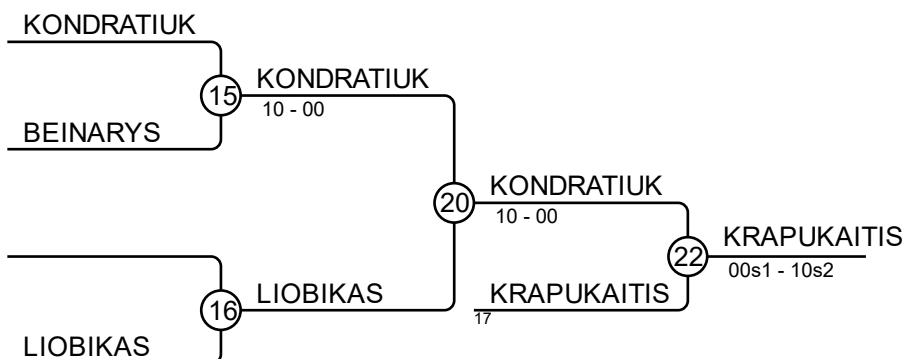 KONDRATIUK
15
KONDRATIUK
10 - 00
BEINARYS
20
KONDRATIUK
10 - 00
22
KRAPUKAITIS
00s1 - 10s2
16
LIOBIKAS
KRAPUKAITIS
17
LIOBIKAS